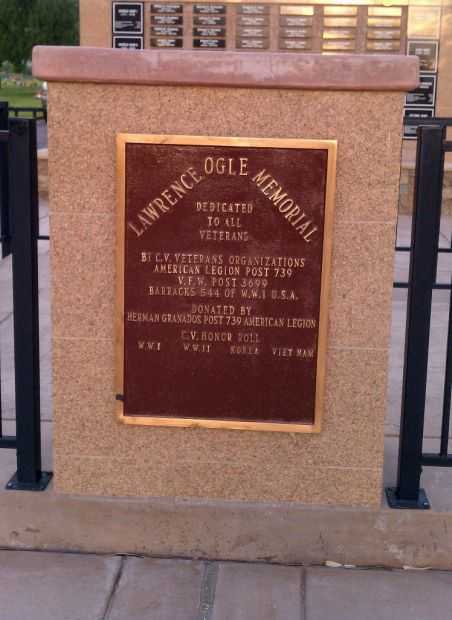 LAWRENCE OGLE MEMORIAL
DEDICATED
TO ALL
VETERANS
BY C.V. VETERANS ORGANIZATIONS
AMERICAN LEGION POST 739
V.F.W. POST 3699
BARRACKS 544 OF W.W.I U.S.A.
DONATED BY
HERMAN GRANADOS POST 739 AMERICAN LEGION
C.V. HONOR ROLL
W.W.I W.W.II KOREA VIET NAM